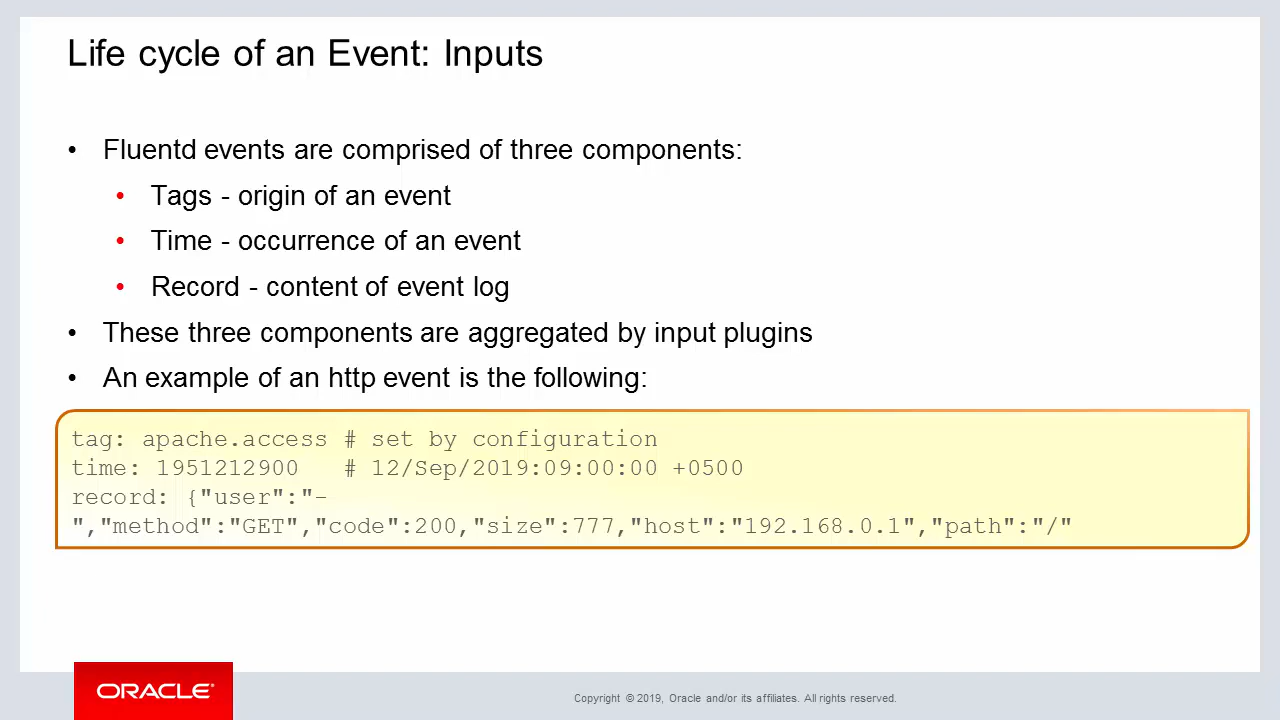 Life cycle of an Event: Inputs
• Fluentd events are comprised of three components:
• Tags - origin of an event
• Time - occurrence of an event
• Record - content of event log
• These three components are aggregated by input plugins
• An example of an http event is the following:
tag: apache.access # set by configuration
time: 1951212900   # 12/Sep/2019:09:00:00 +0500
record: {"user":"-
","method":"GET","code":200,"size":777,"host":"192.168.0.1","path":"/"
ORACLE®
Copyright © 2019, Oracle and/or its affiliates. All rights reserved.